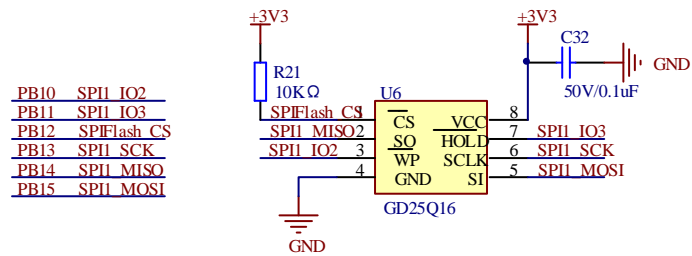 +3V3
+3V3
C32
R21
GND
10KΩ
50V/0.1uF
U6
PB10 SPI1_IO2
PB11 SPI1_IO3
PB12 SPIFlash_CS
PB13 SPI1_SCK
PB14 SPI1_MISO
PB15 SPI1_MOSI
SPIFlash_CS 1 CS VCC 8
SPI1_MISO 2 SO HOLD 7 SPI1_IO3
SPI1_IO2 3 WP SCLK 6 SPI1_SCK
4 GND SI 5 SPI1_MOSI
GD25Q16
GND